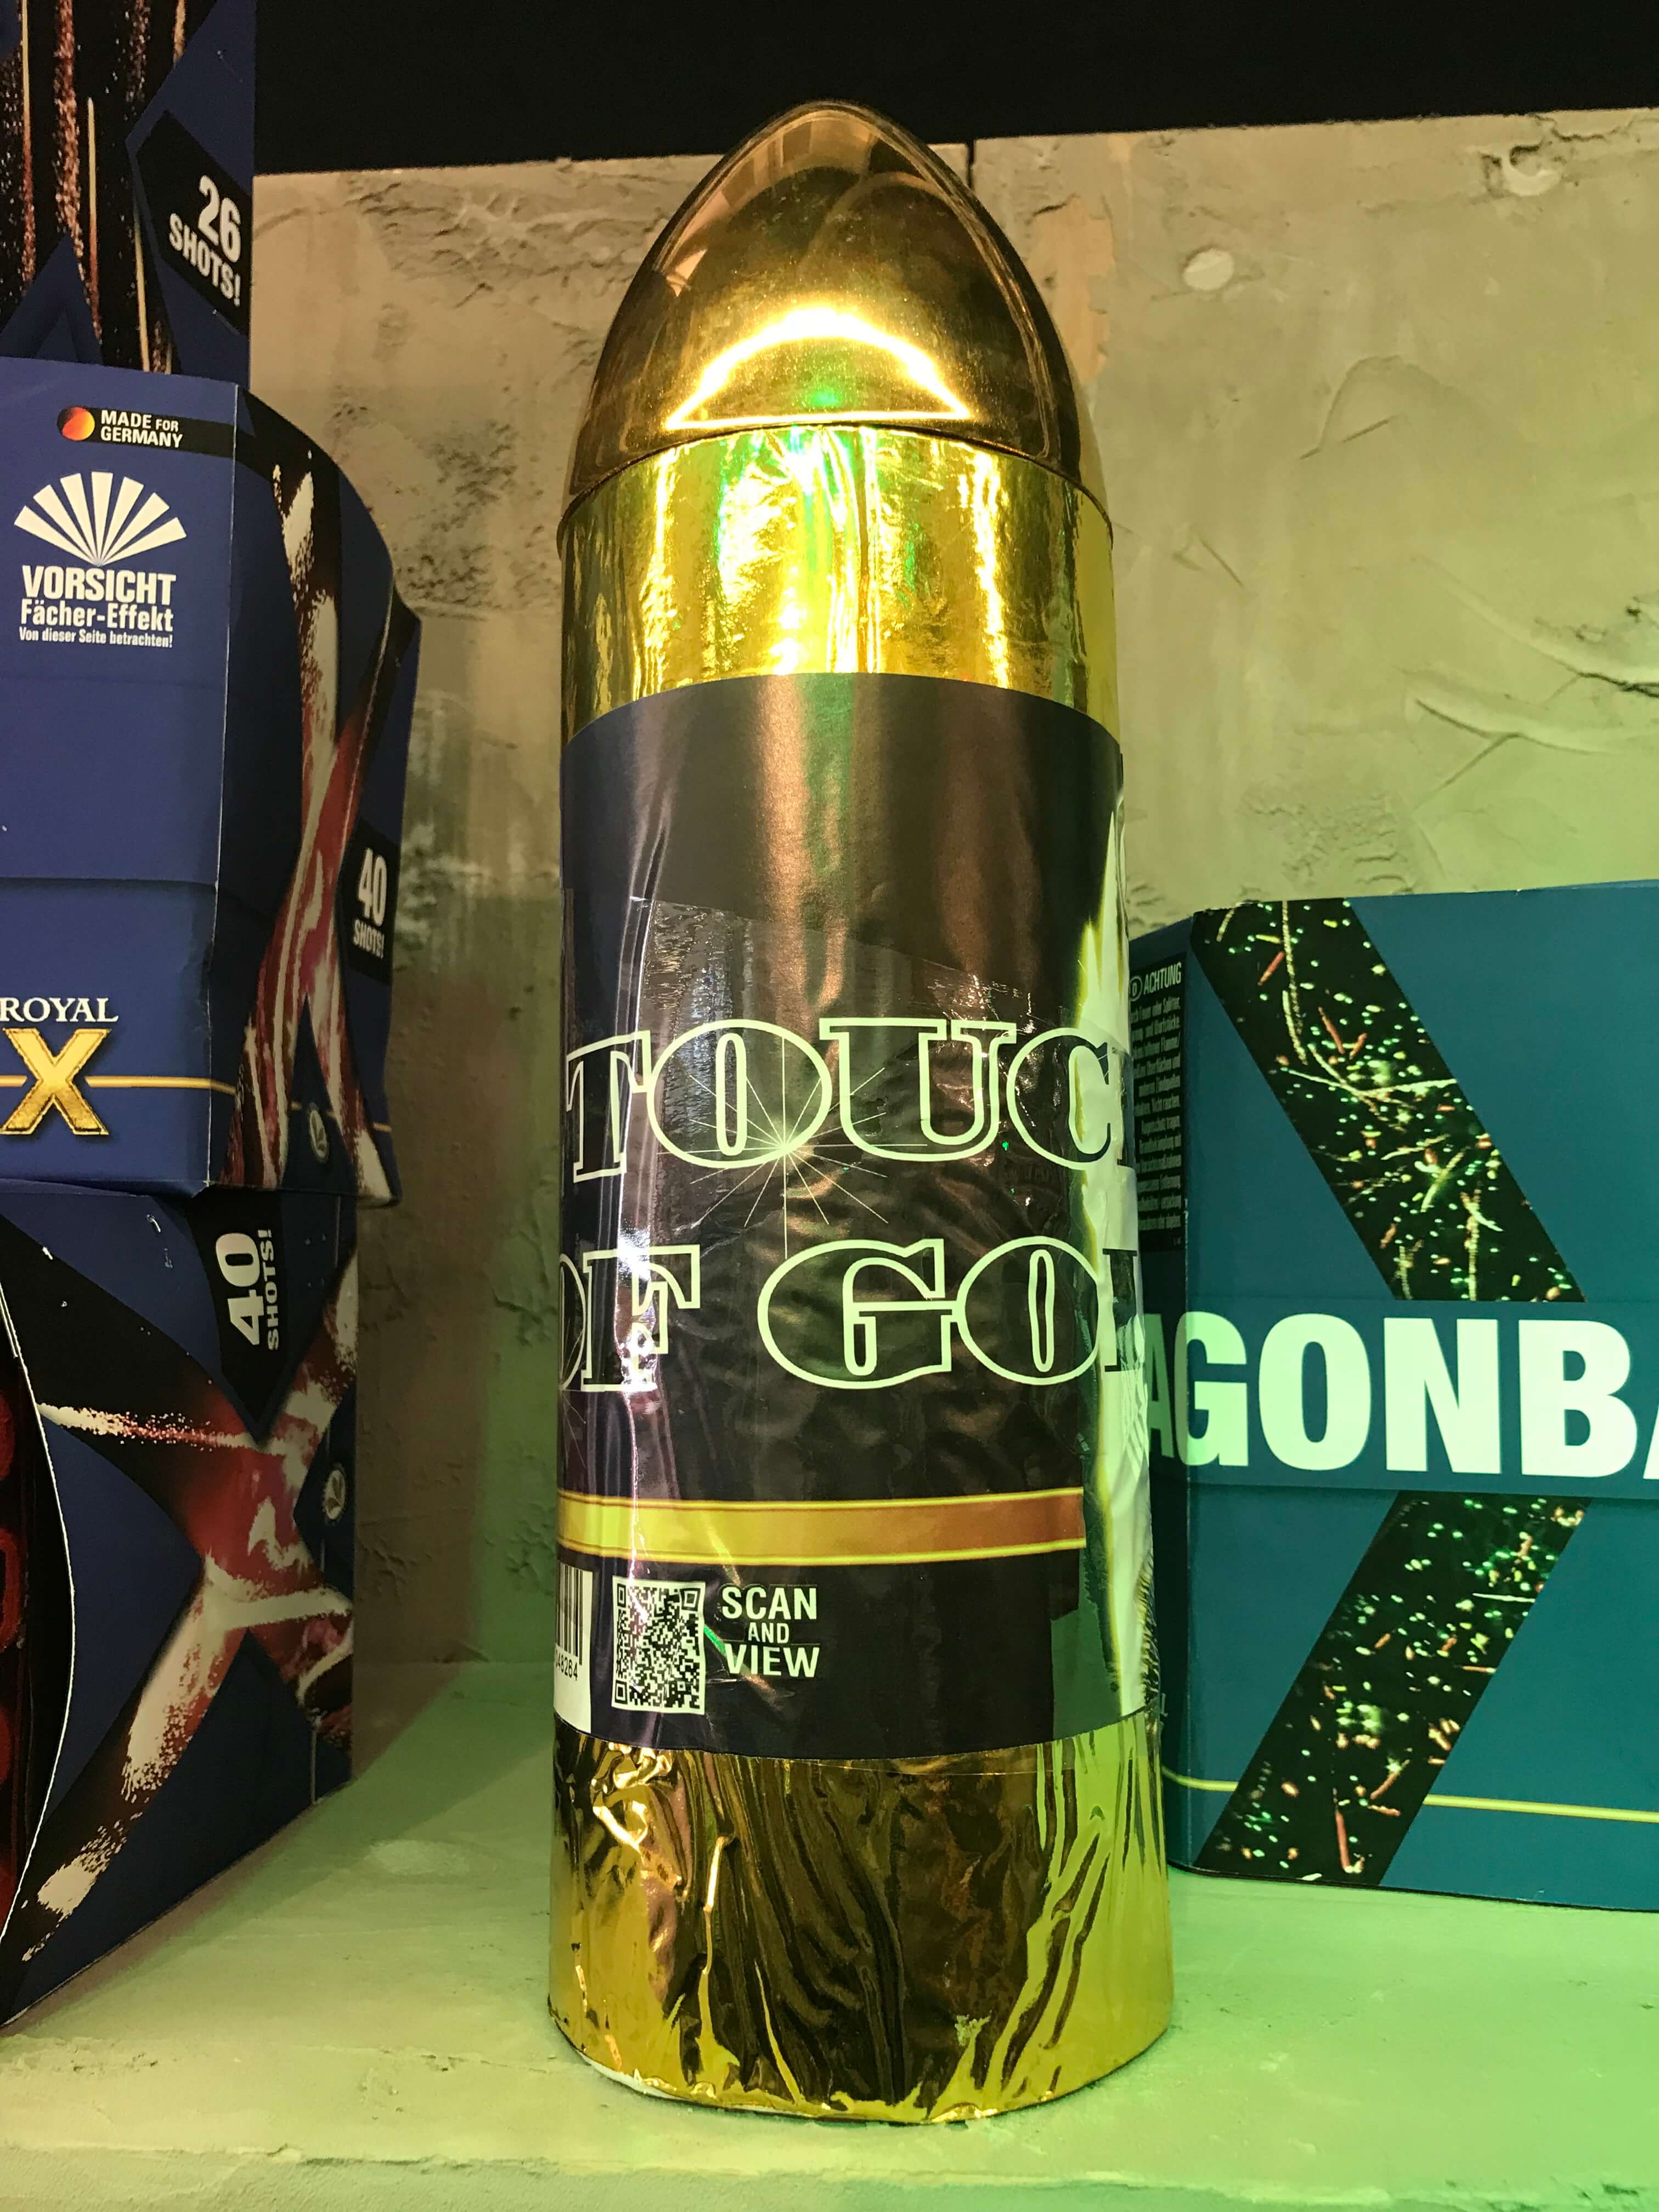 26
SHOTS!
MADE FOR
GERMANY
VORSICHT
Fächer-Effekt
Von dieser Seite betrachten!
40
SHOTS!
ROYAL
X
40
SHOTS!
TOUC
OF GOL
SCAN
AND
VIEW
D ACHTUNG
AGONBA